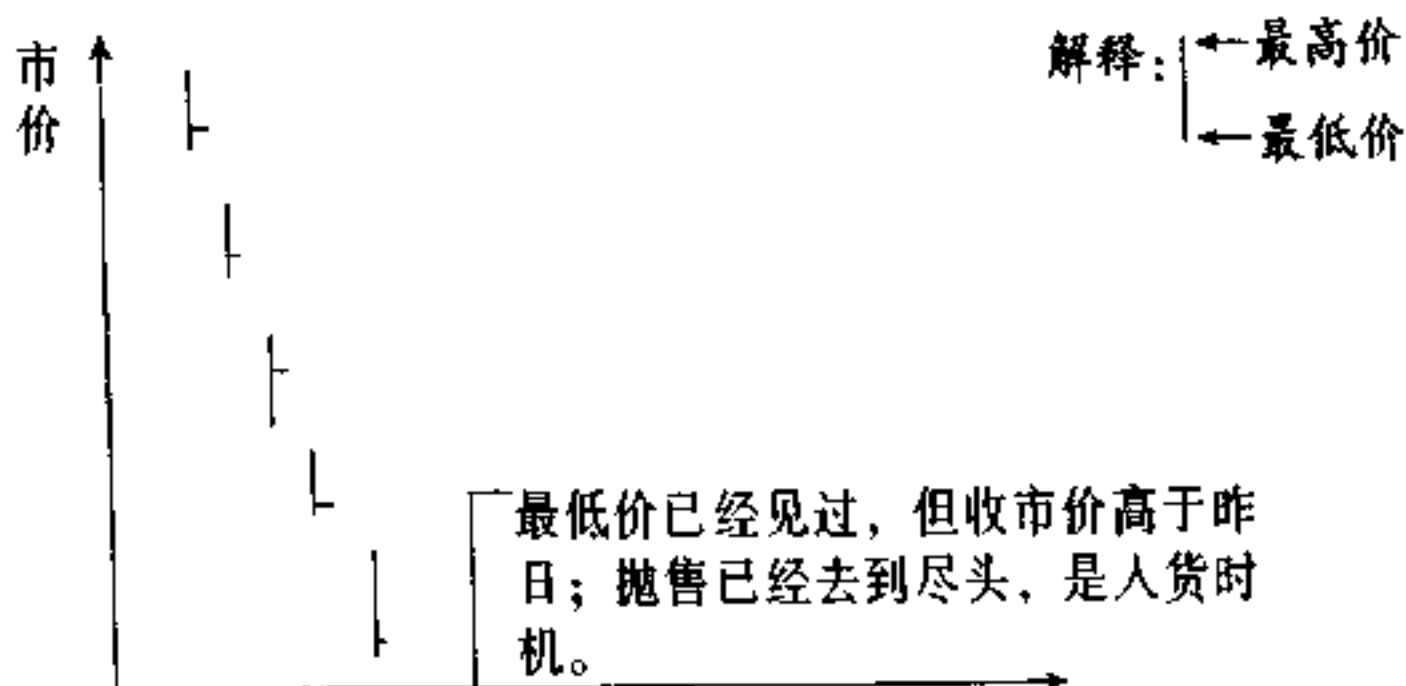 市价
解释：
最高价
最低价
最低价已经见过，但收市价高于昨
日；抛售已经去到尽头，是人货时
机。